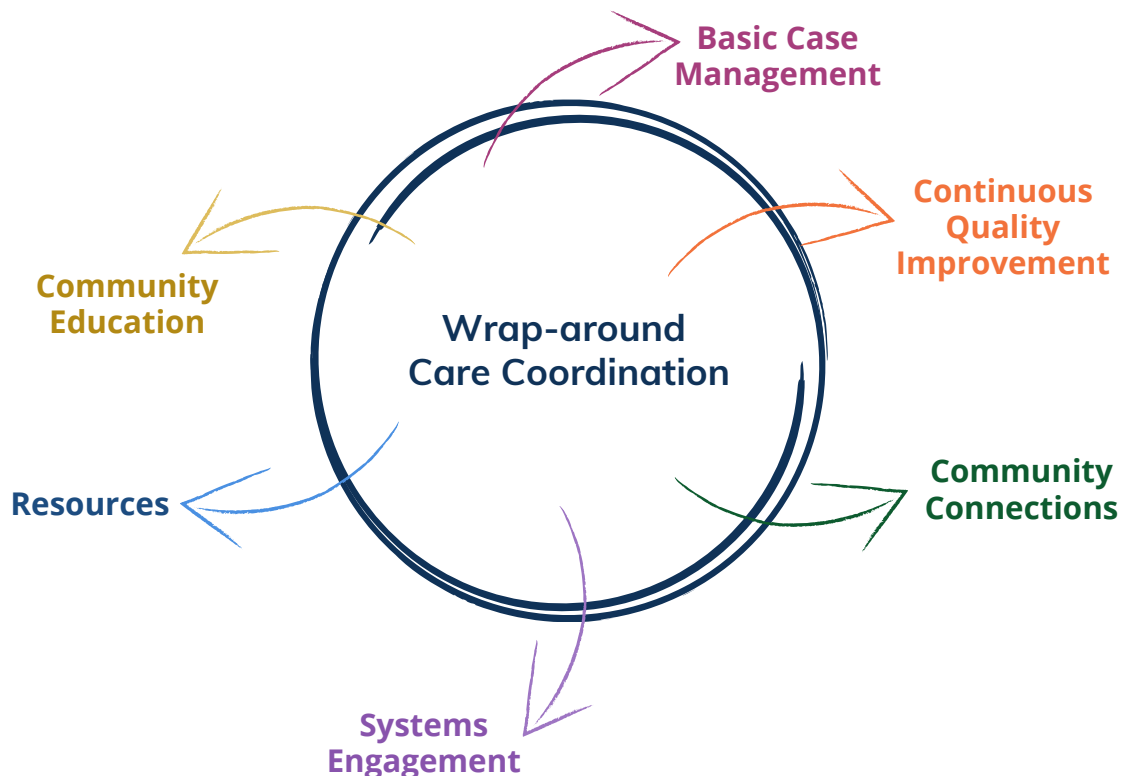 Basic Case
Management
Continuous
Quality
Improvement
Community
Education
Wrap-around
Care Coordination
Resources
Community
Connections
Systems
Engagement